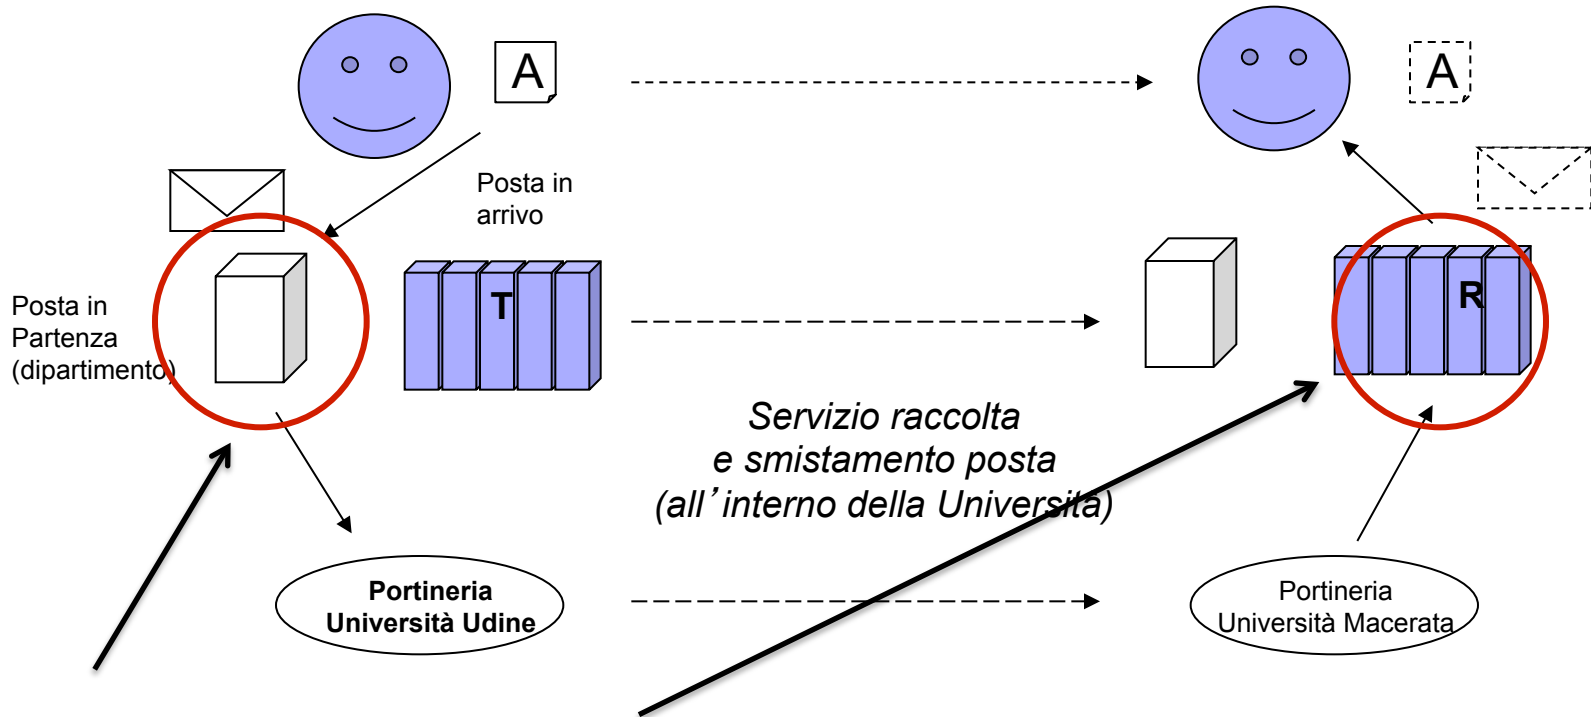 A
A
Posta in
arrivo
Posta in
Partenza
(dipartimento)
T
R
Servizio raccolta
e smistamento posta
(all’interno della Universitá)
Portineria
Università Udine
Portineria
Università Macerata